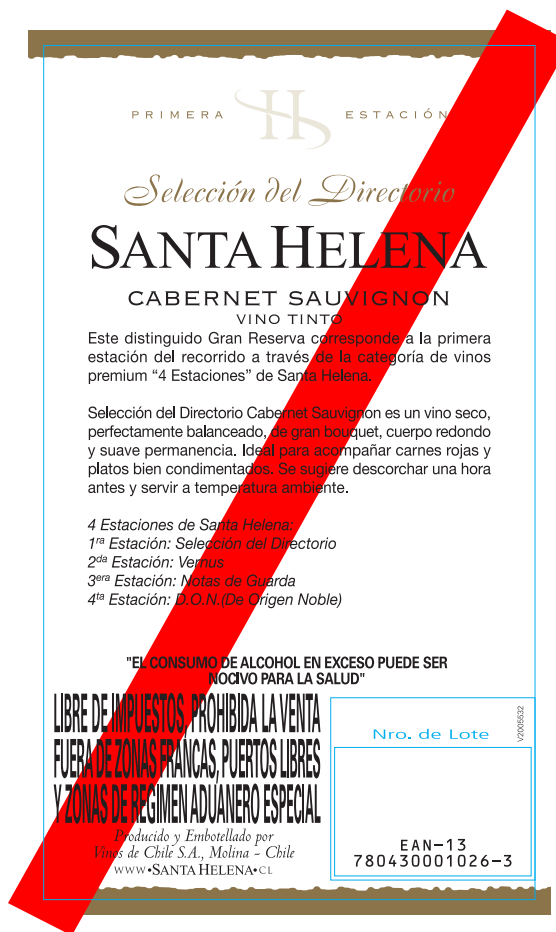 PRIMERA ESTACIÓN
Selección del Directorio
SANTA HELENA
CABERNET SAUVIGNON
VINO TINTO
Este distinguido Gran Reserva corresponde a la primera
estación del recorrido a través de la categoría de vinos
premium “4 Estaciones” de Santa Helena.
Selección del Directorio Cabernet Sauvignon es un vino seco,
perfectamente balanceado, de gran bouquet, cuerpo redondo
y suave permanencia. Ideal para acompañar carnes rojas y
platos bien condimentados. Se sugiere descorchar una hora
antes y servir a temperatura ambiente.
4 Estaciones de Santa Helena:
1ra Estación: Selección del Directorio
2da Estación: Vernus
3era Estación: Notas de Guarda
4ta Estación: D.O.N.(De Origen Noble)
"EL CONSUMO DE ALCOHOL EN EXCESO PUEDE SER
NOCIVO PARA LA SALUD"
LIBRE DE IMPUESTOS, PROHIBIDA LA VENTA
FUERA DE ZONAS FRANCAS, PUERTOS LIBRES
Y ZONAS DE REGIMEN ADUANERO ESPECIAL
Producido y Embotellado por
Vinos de Chile S.A., Molina - Chile
WWW•SANTA HELENA•CL
Nro. de Lote
V2005532
EAN-13
780430001026-3